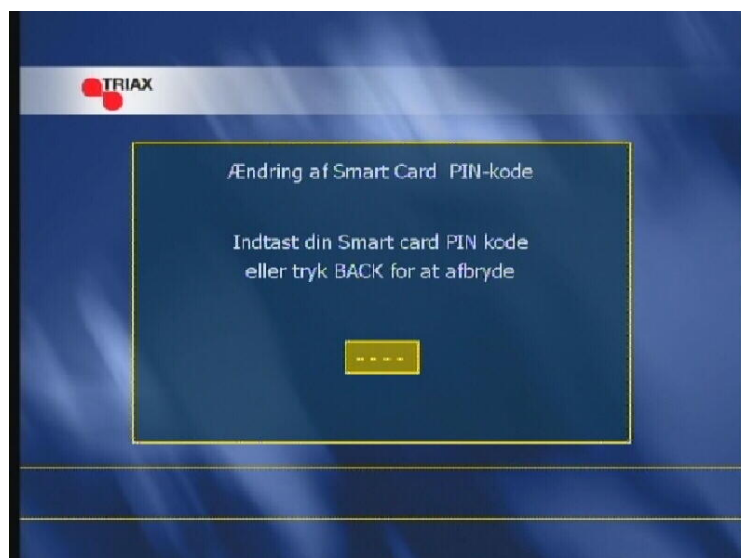 TRIAX
Ændring af Smart Card PIN-kode
Indtast din Smart card PIN kode
eller tryk BACK for at afbryde
----